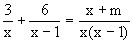 3/x + 6/(x − 1) = (x + m)/(x(x − 1))